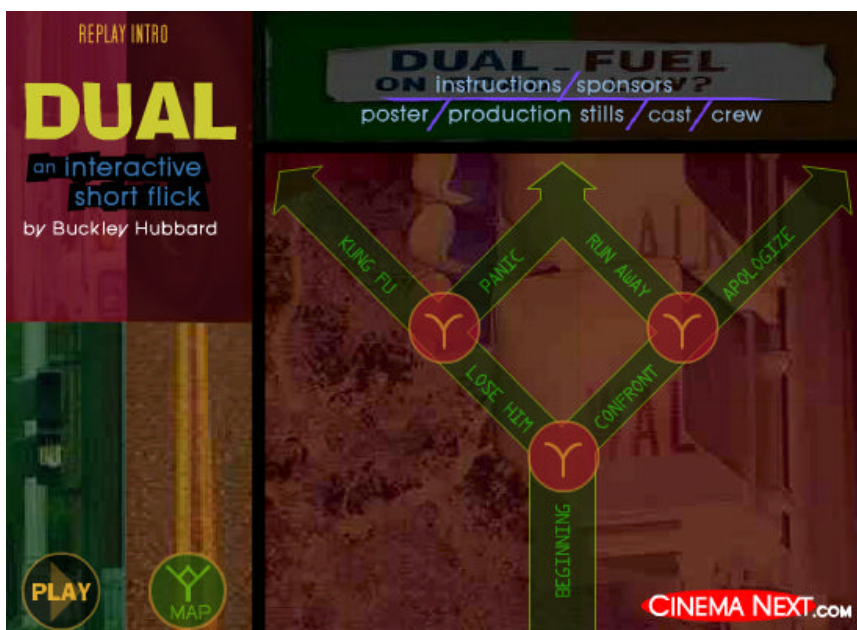 REPLAY INTRO
DUAL
an interactive
short flick
by Buckley Hubbard
DUAL - FUEL
ON
instructions/sponsors
poster/production stills/cast/crew
KUNG FU
PANIC
RUN AWAY
APOLOGIZE
LOSE HIM
CONFRONT
BEGINNING
PLAY
MAP
CINEMA NEXT.COM